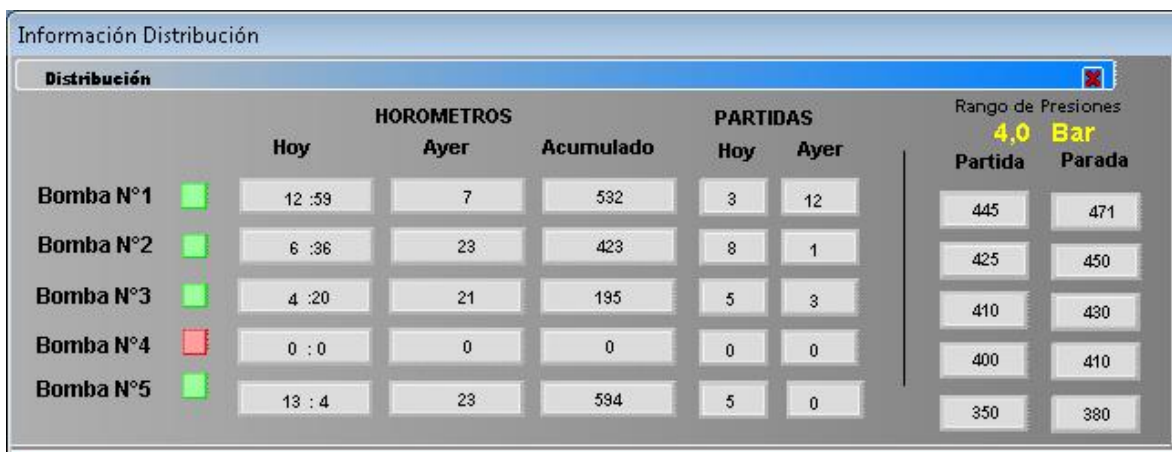 Información Distribución
Distribución
HOROMETROS PARTIDAS Rango de Presiones
4,0 Bar
Hoy Ayer Acumulado Hoy Ayer Partida Parada
Bomba N°1 12 :59 7 532 3 12 445 471
Bomba N°2 6 :36 23 423 8 1 425 450
Bomba N°3 4 :20 21 195 5 3 410 430
Bomba N°4 0 : 0 0 0 0 0 400 410
Bomba N°5 13 : 4 23 594 5 0 350 380